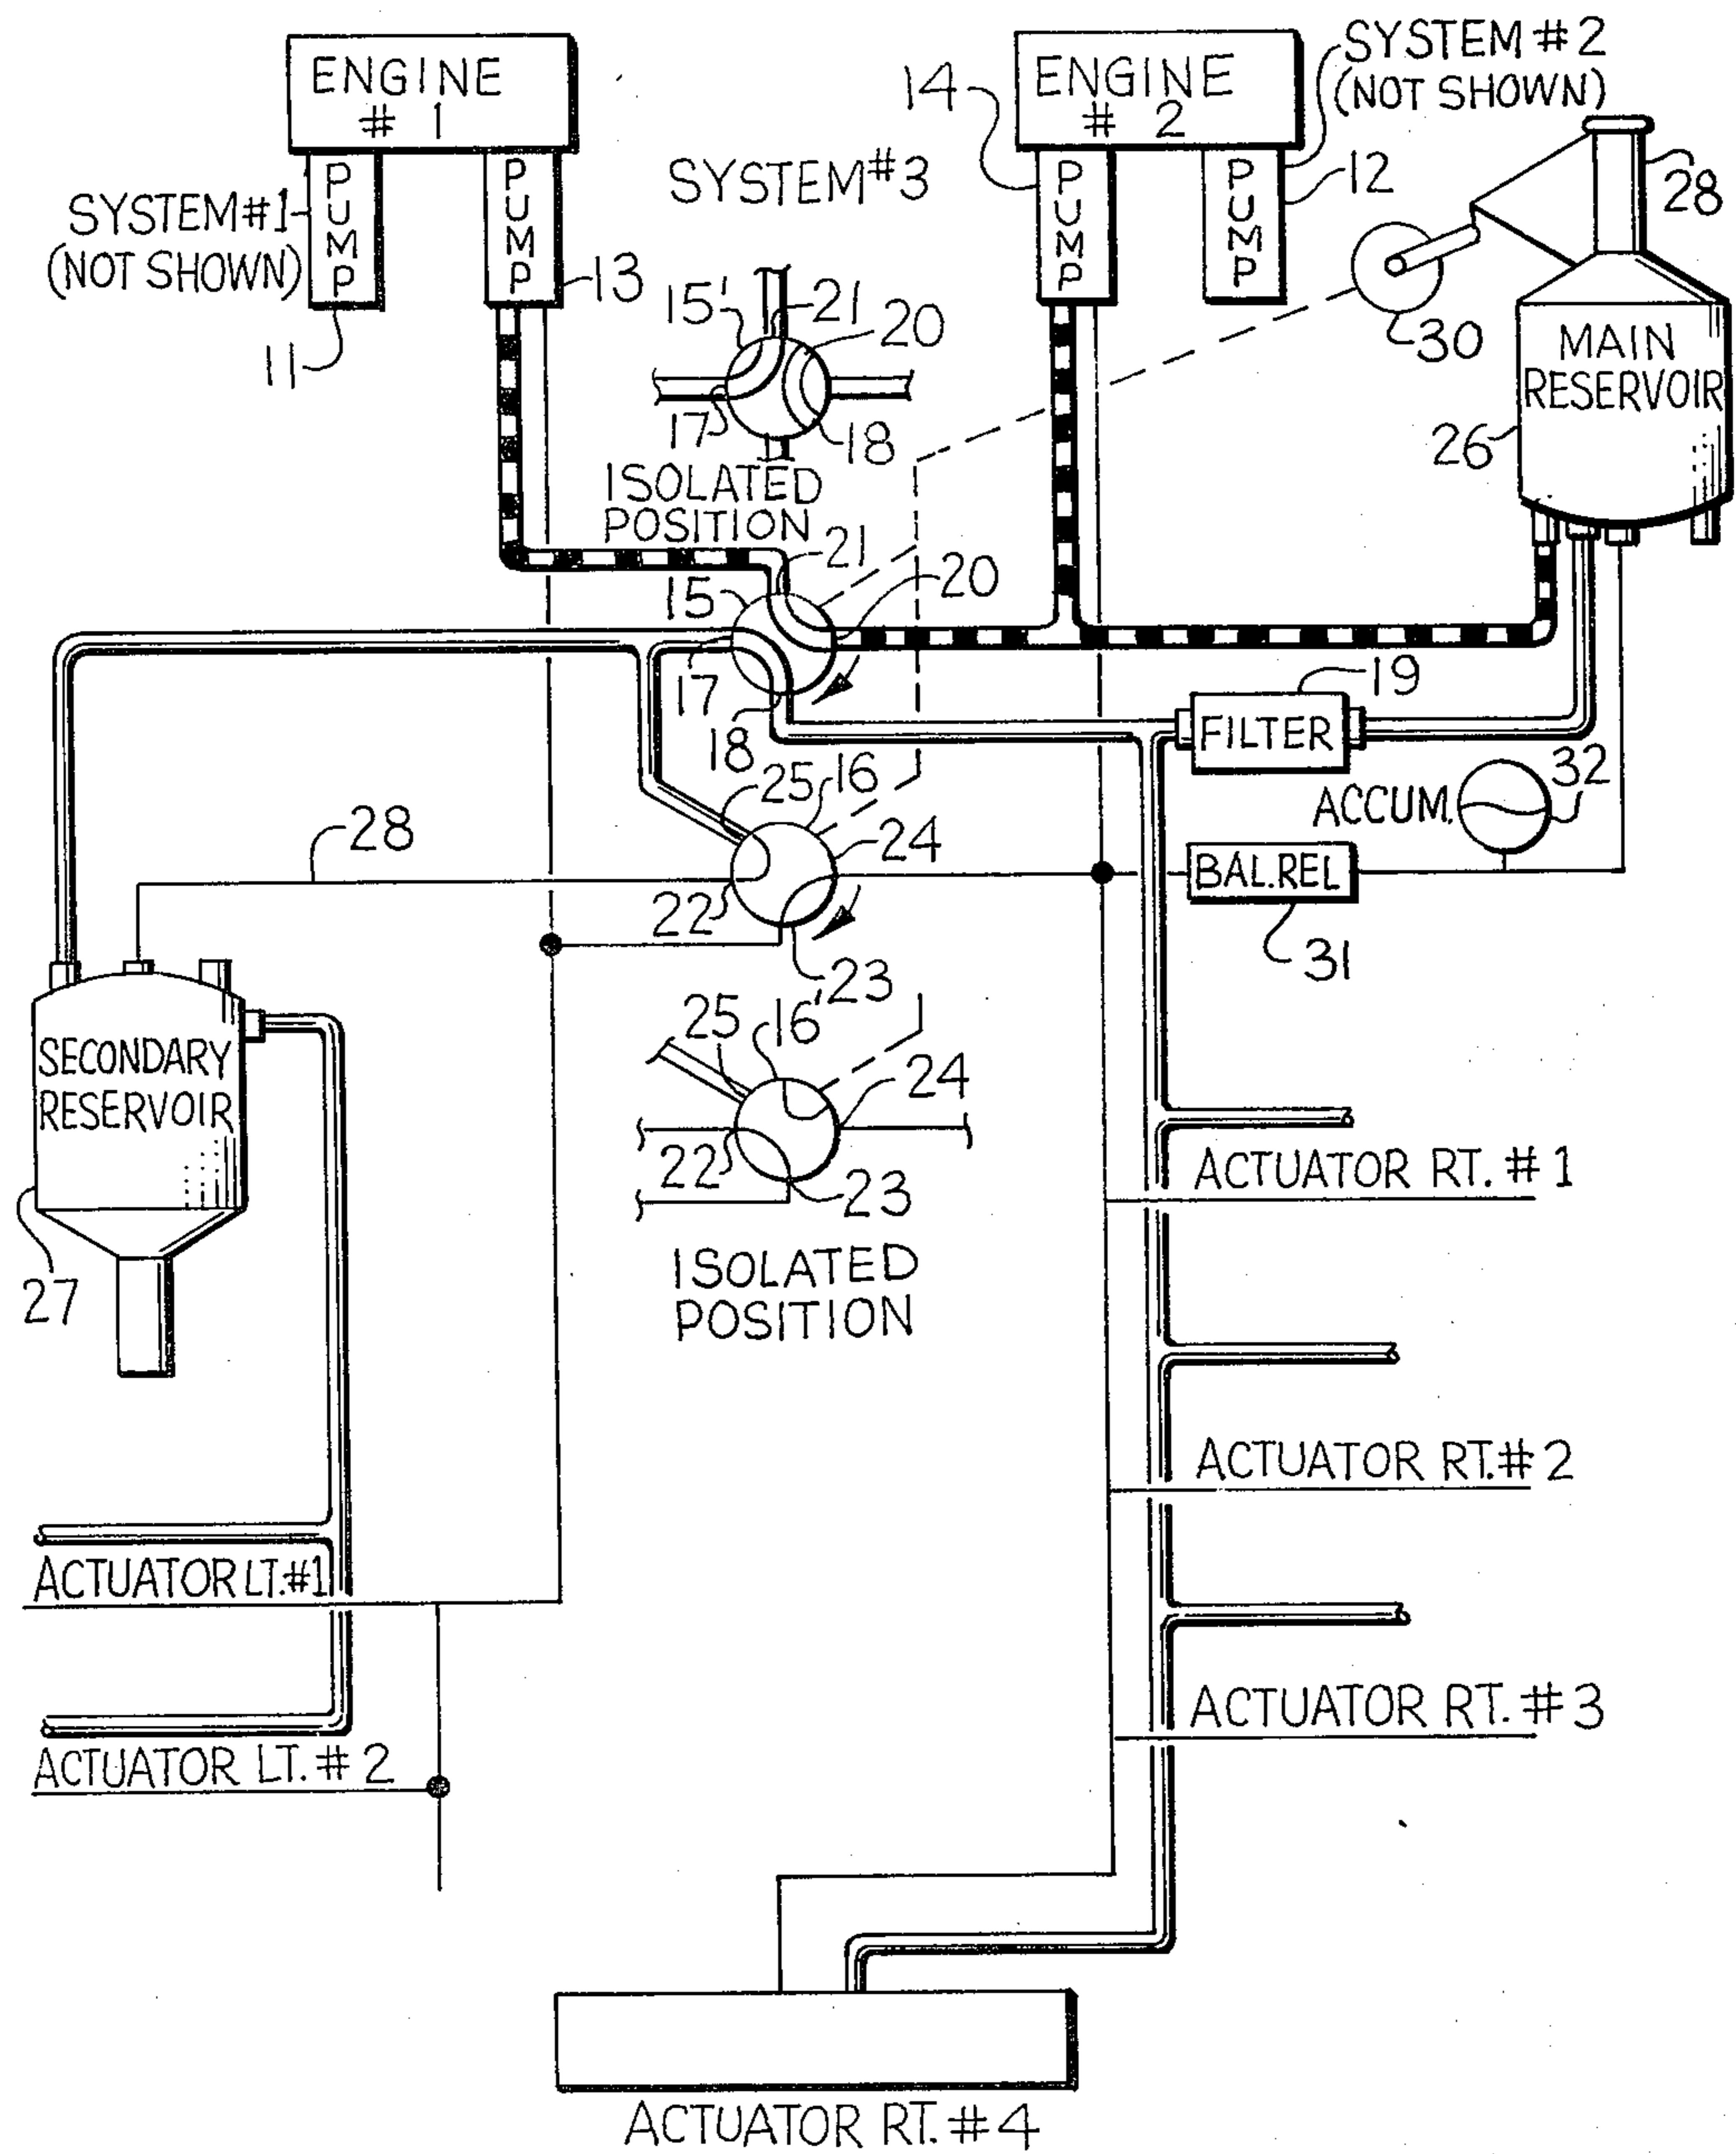 ENGINE
# 1
ENGINE
# 2
SYSTEM #2
(NOT SHOWN)
14
PUMP
PUMP
SYSTEM#3
PUMP
PUMP
12
28
SYSTEM#1
(NOT SHOWN)
13
11
15'
21
20
17
18
30
MAIN
RESERVOIR
26
ISOLATED
POSITION
21
15
20
17
18
19
FILTER
25
16
32
ACCUM.
28
24
22
BAL.REL
23
31
25
16'
24
SECONDARY
RESERVOIR
22
23
ACTUATOR RT. #1
27
ISOLATED
POSITION
ACTUATOR RT.#2
ACTUATOR LT.#1
ACTUATOR RT. #3
ACTUATOR LT. #2
ACTUATOR RT. #4